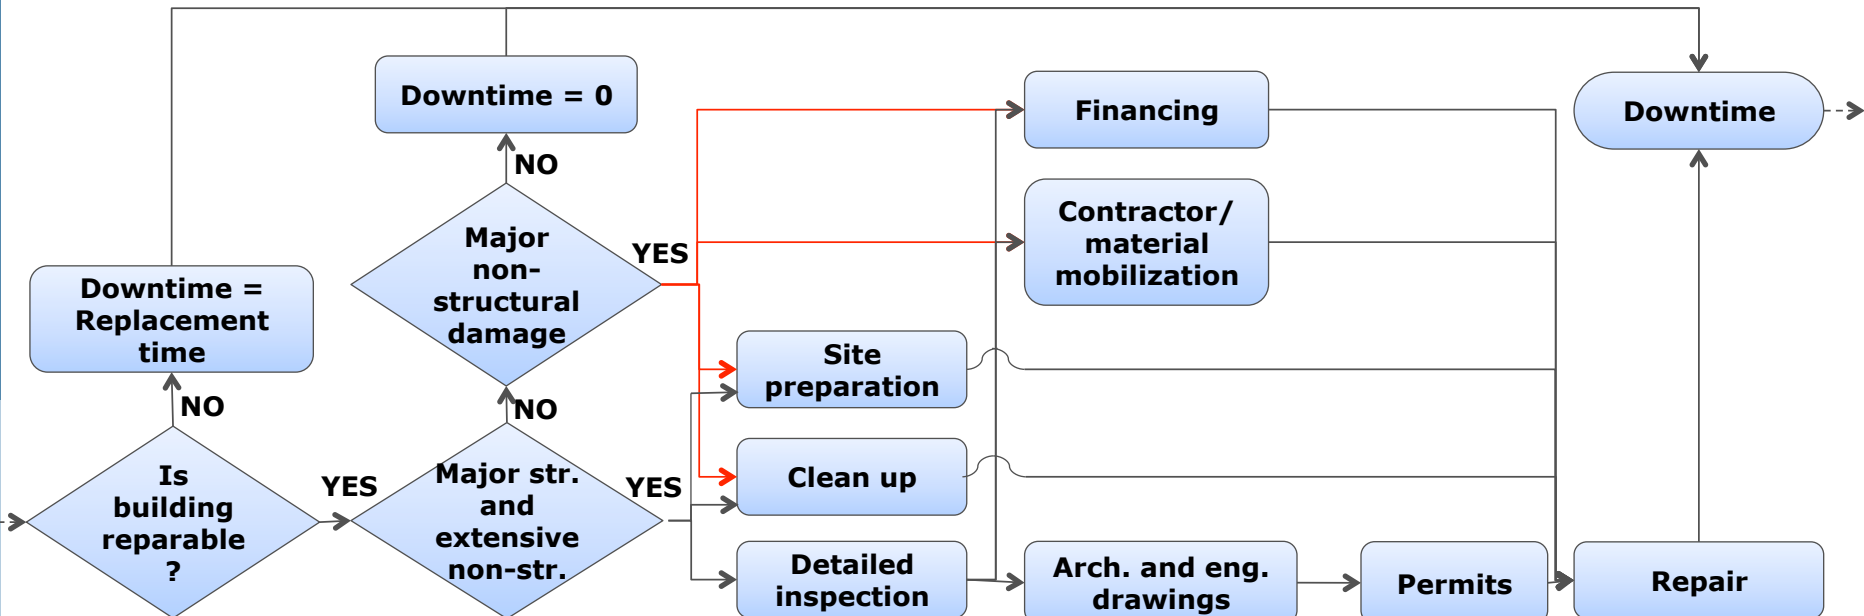 Downtime = 0
NO
Major
non-
structural
damage
YES
Downtime =
Replacement
time
NO
Is
building
reparable
?
YES
NO
Major str.
and
extensive
non-str.
YES
Financing
Contractor/
material
mobilization
Site
preparation
Clean up
Detailed
inspection
Arch. and eng.
drawings
Permits
Repair
Downtime